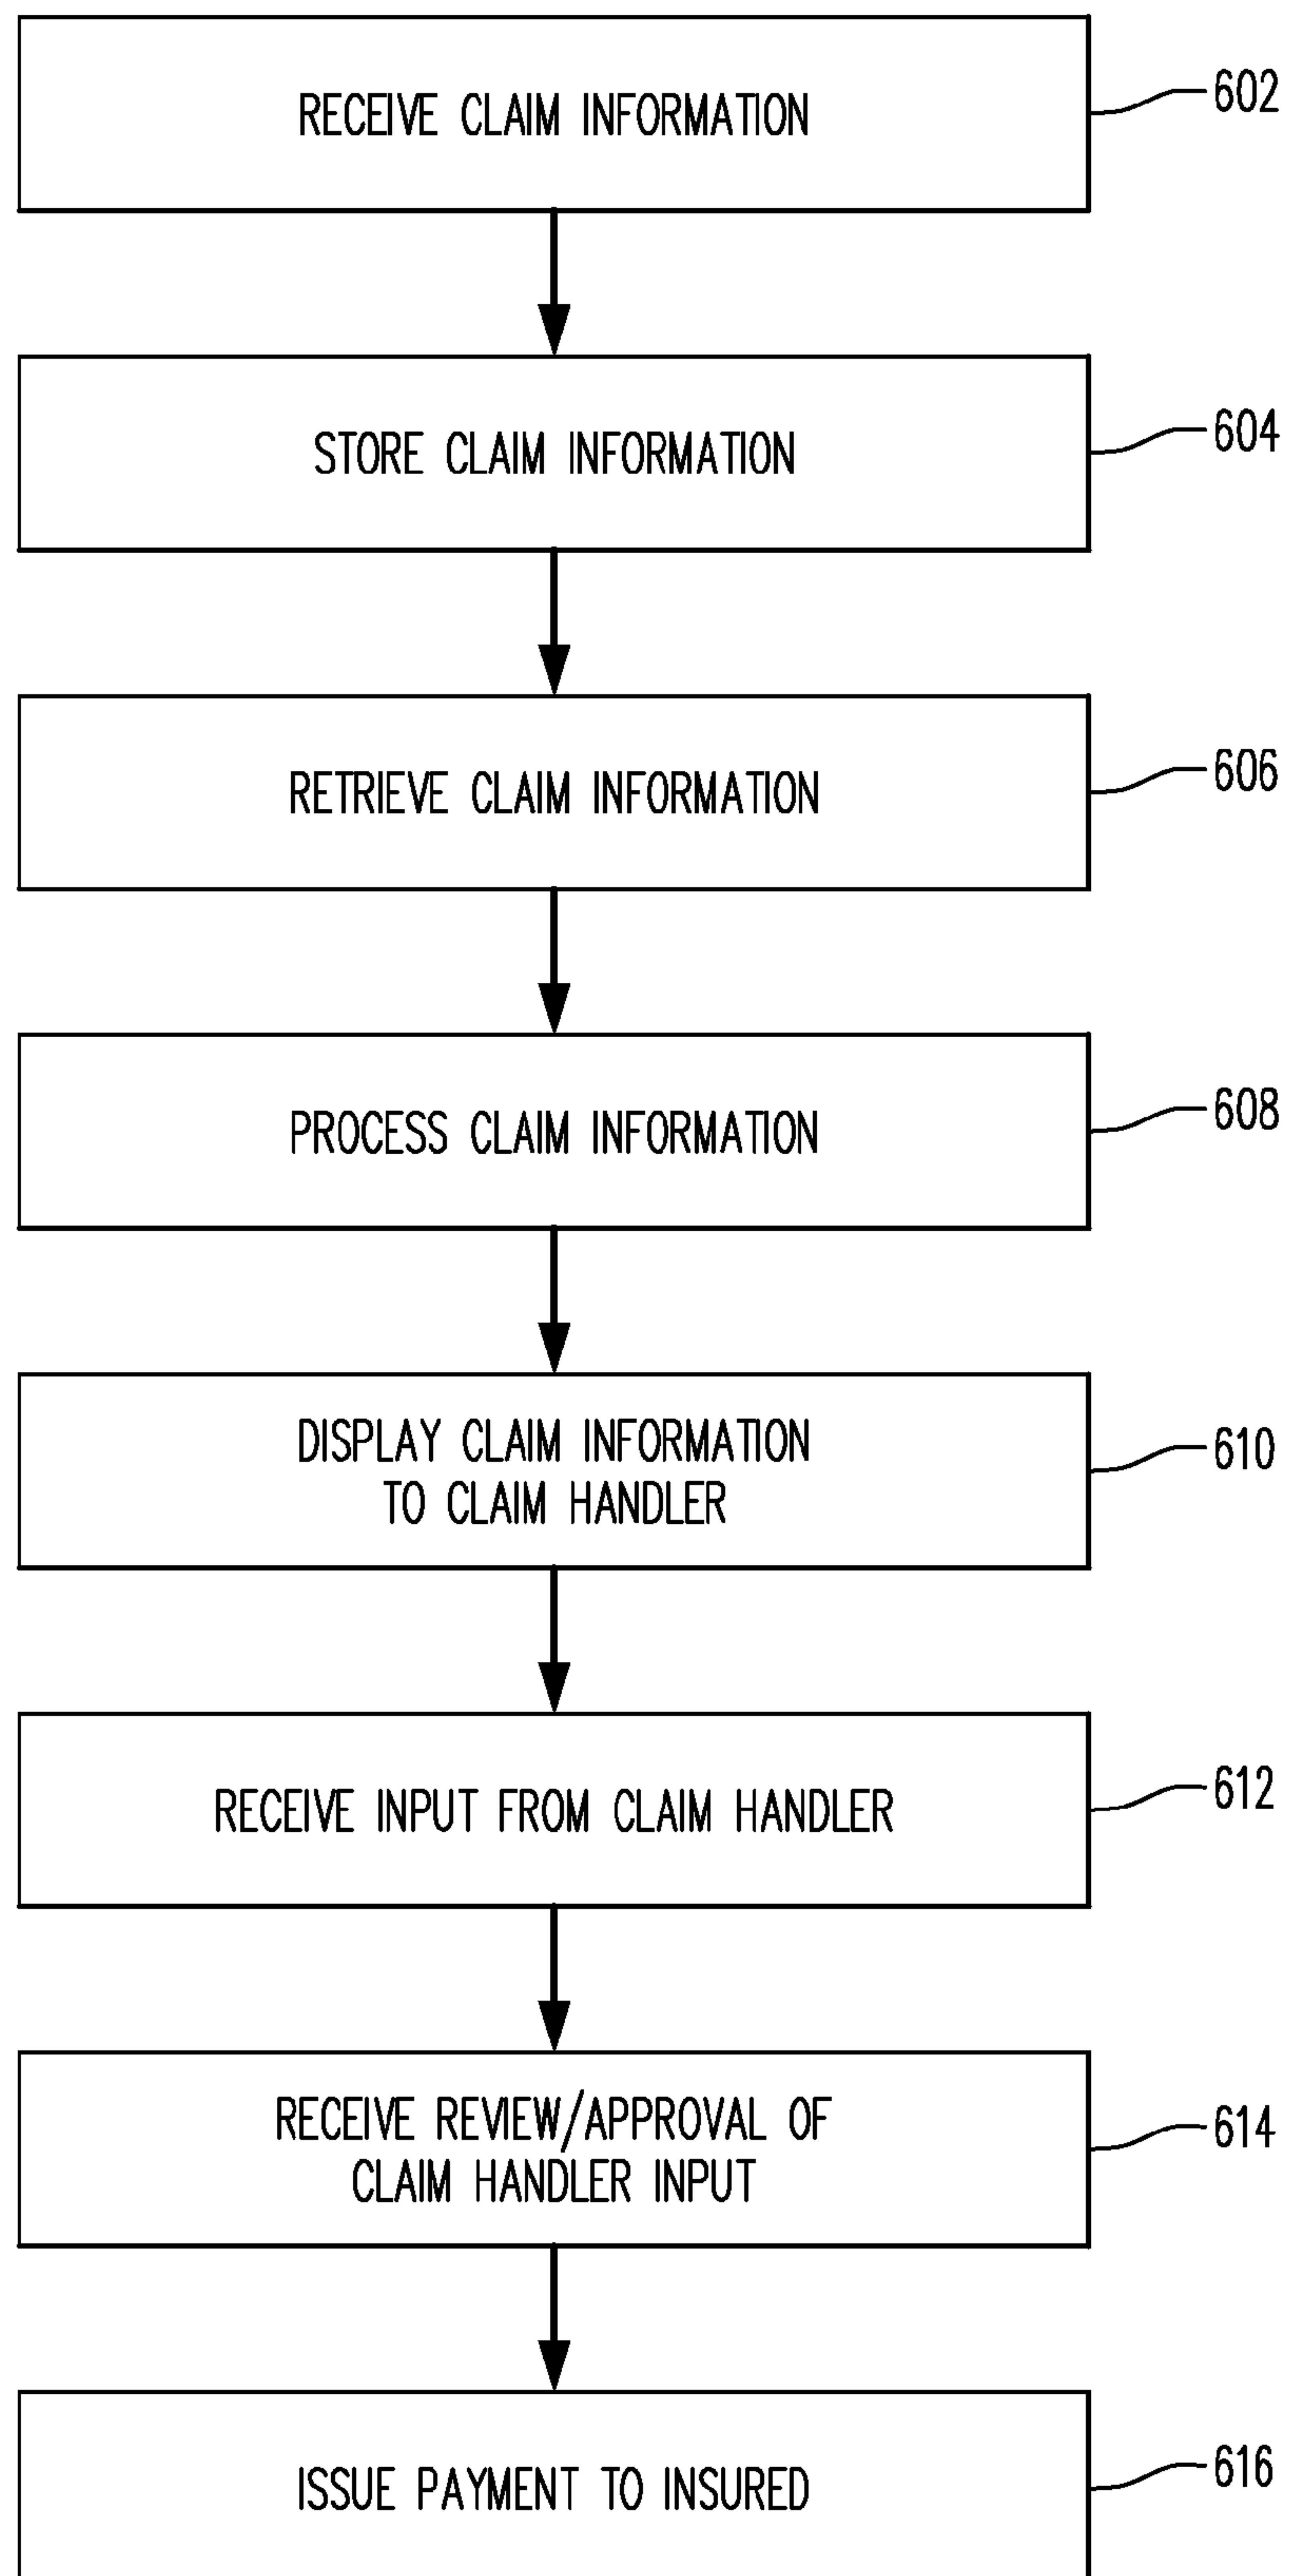 RECEIVE CLAIM INFORMATION
602
STORE CLAIM INFORMATION
604
RETRIEVE CLAIM INFORMATION
606
PROCESS CLAIM INFORMATION
608
DISPLAY CLAIM INFORMATION
TO CLAIM HANDLER
610
RECEIVE INPUT FROM CLAIM HANDLER
612
RECEIVE REVIEW/APPROVAL OF
CLAIM HANDLER INPUT
614
ISSUE PAYMENT TO INSURED
616